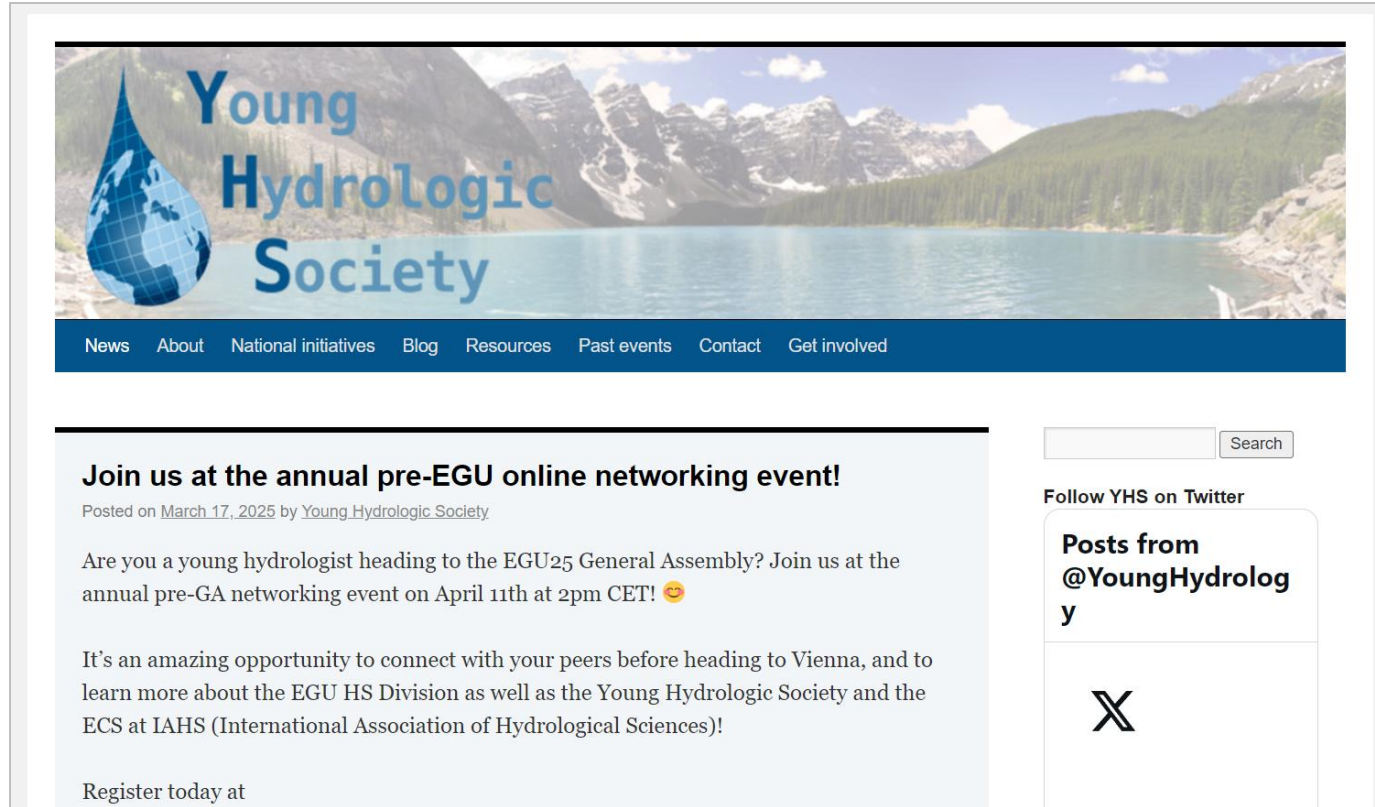 Young
Hydrologic
Society
News About National initiatives Blog Resources Past events Contact Get involved
Join us at the annual pre-EGU online networking event!
Posted on March 17, 2025 by Young Hydrologic Society
Are you a young hydrologist heading to the EGU25 General Assembly? Join us at the
annual pre-GA networking event on April 11th at 2pm CET! 😊
It’s an amazing opportunity to connect with your peers before heading to Vienna, and to
learn more about the EGU HS Division as well as the Young Hydrologic Society and the
ECS at IAHS (International Association of Hydrological Sciences)!
Register today at
Search
Follow YHS on Twitter
Posts from
@YoungHydrolog
y